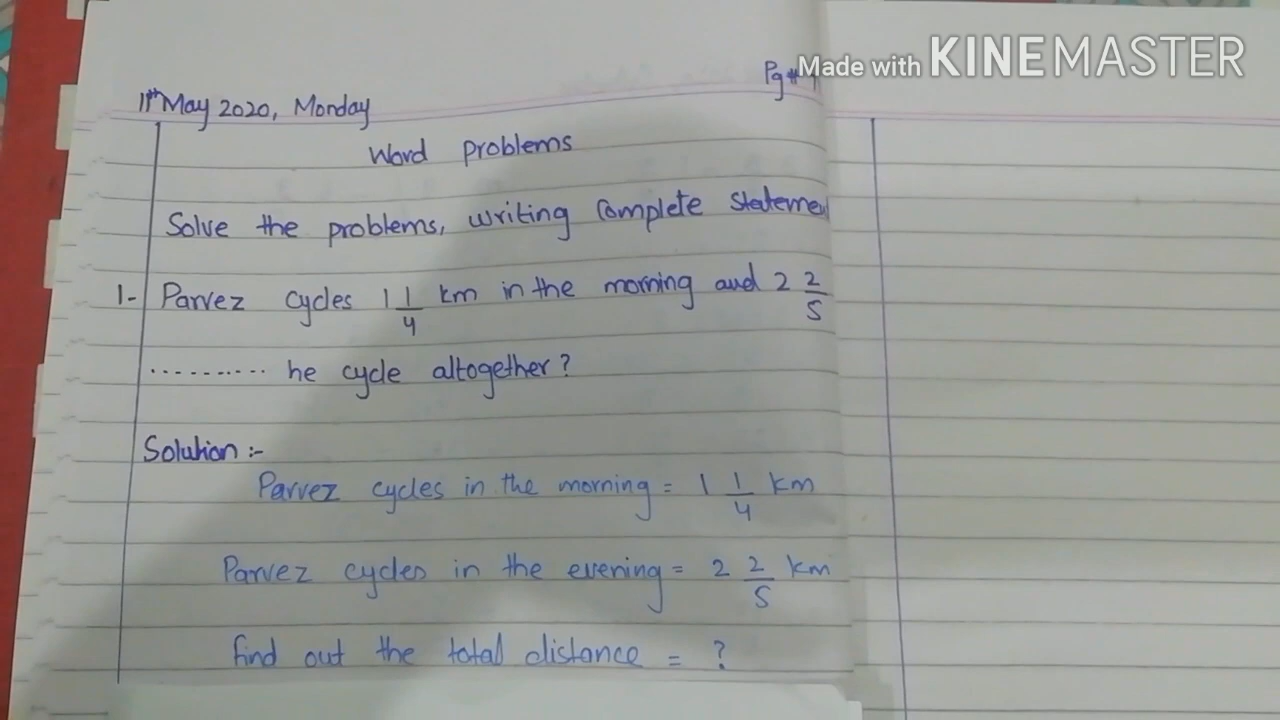 Made with KINEMASTER
Pg #
11th May 2020, Monday
Word problems
Solve the problems, writing complete stateme
1- Parvez cycles 1 1/4 km in the morning and 2 2/5
.......... he cycle altogether?
Solution :-
Parvez cycles in the morning = 1 1/4 km
Parvez cycles in the evening = 2 2/5 km
find out the total distance = ?